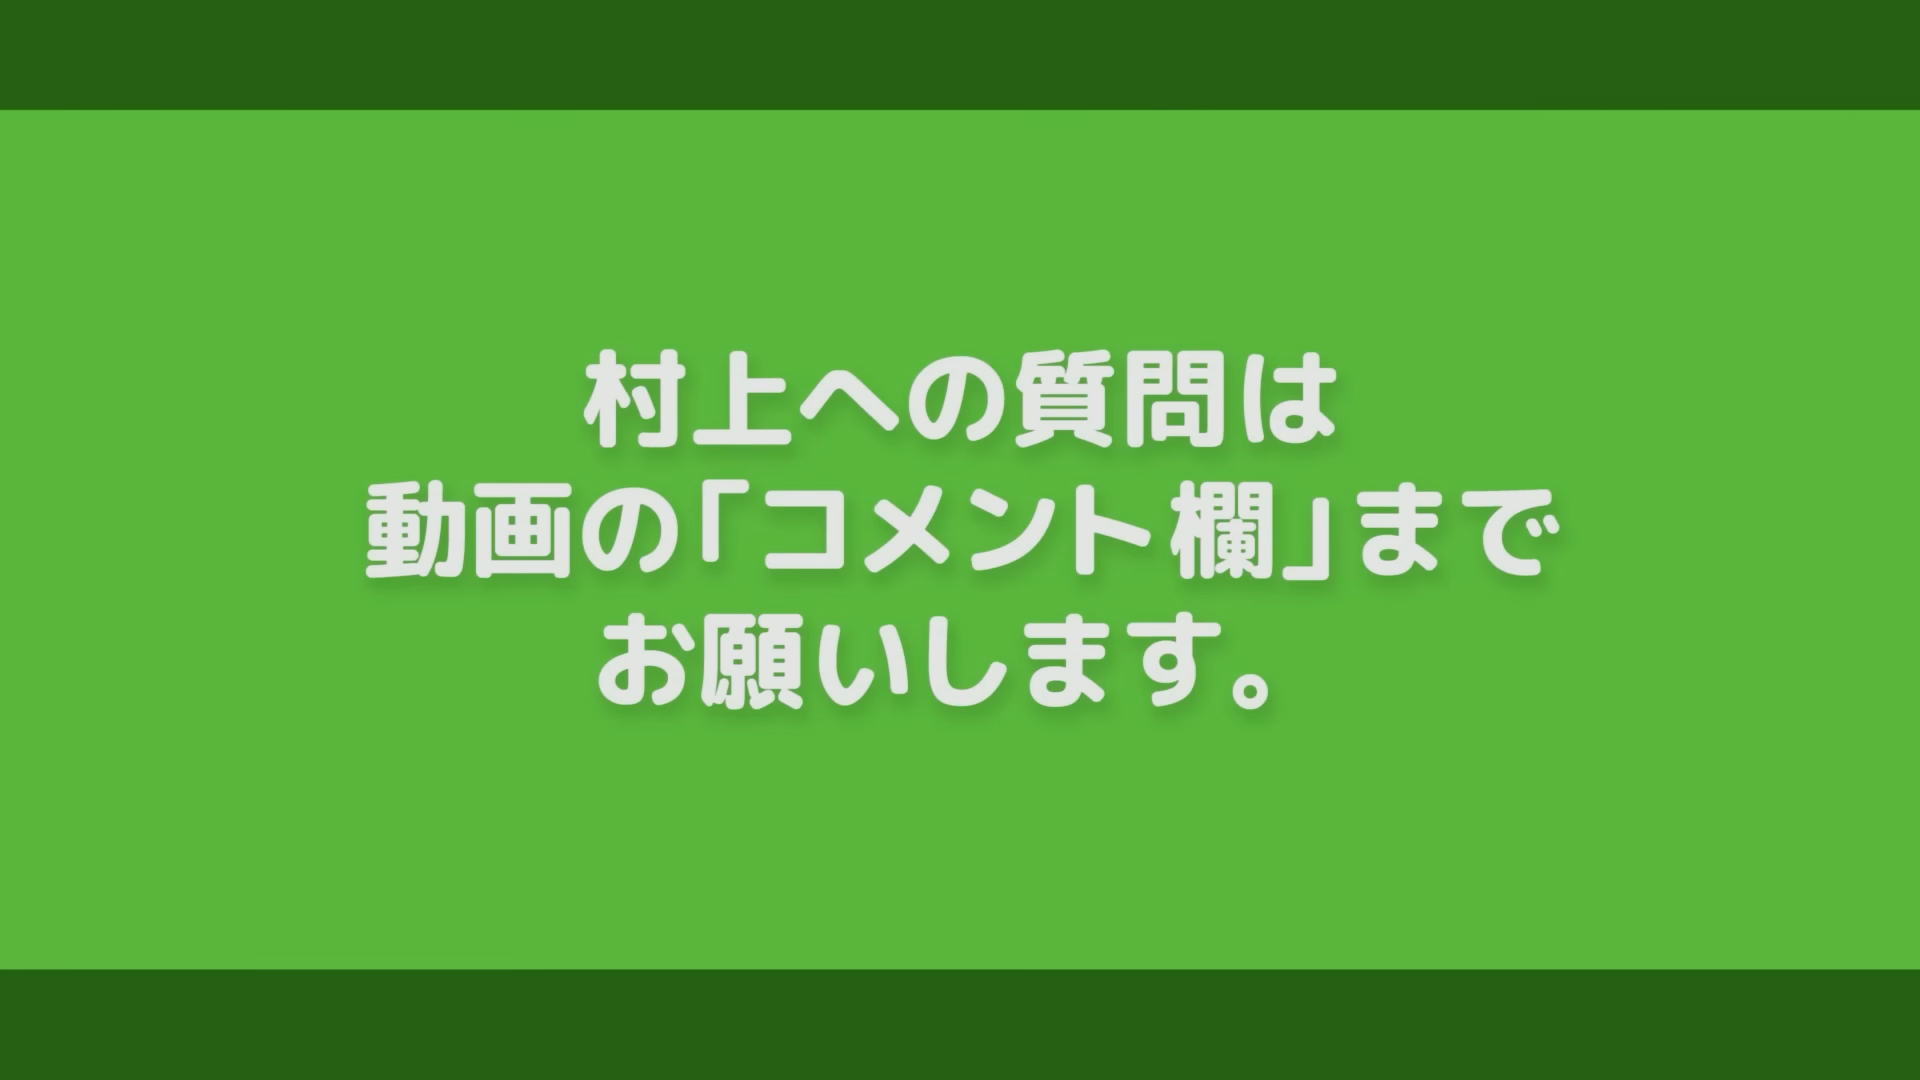 村上への質問は
動画の「コメント欄」まで
お願いします。